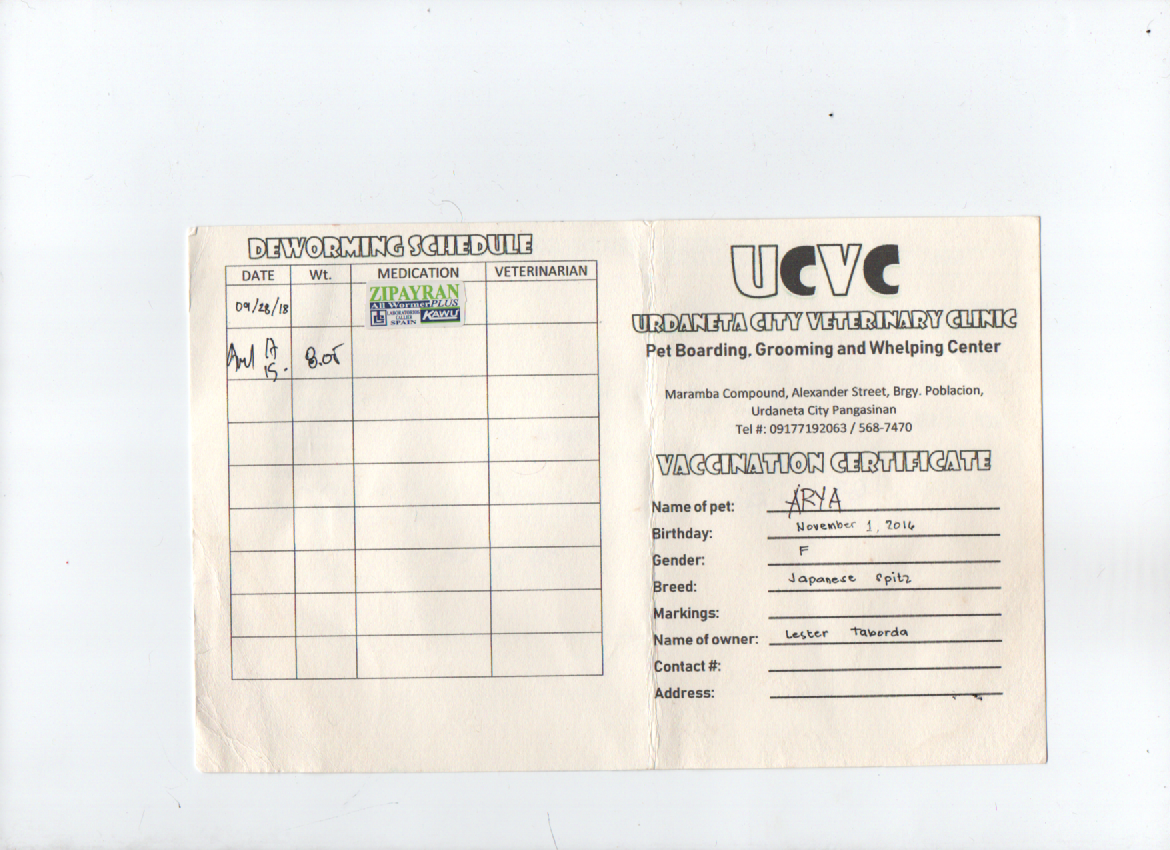 DEWORMING SCHEDULE
DATE Wt. MEDICATION VETERINARIAN
09/28/18
ZIPAYRAN
All Wormer PLUS
LABORATORIOS
CALIER
SPAIN
KAWU
UCVC
URDANETA CITY VETERINARY CLINIC
Pet Boarding, Grooming and Whelping Center
Maramba Compound, Alexander Street, Brgy. Poblacion,
Urdaneta City Pangasinan
Tel #: 09177192063 / 568-7470
VACCINATION CERTIFICATE
Name of pet: ARYA
Birthday: November 1, 2016
Gender: F
Breed: Japanese Spitz
Markings:
Name of owner: Lester Taborda
Contact #:
Address: